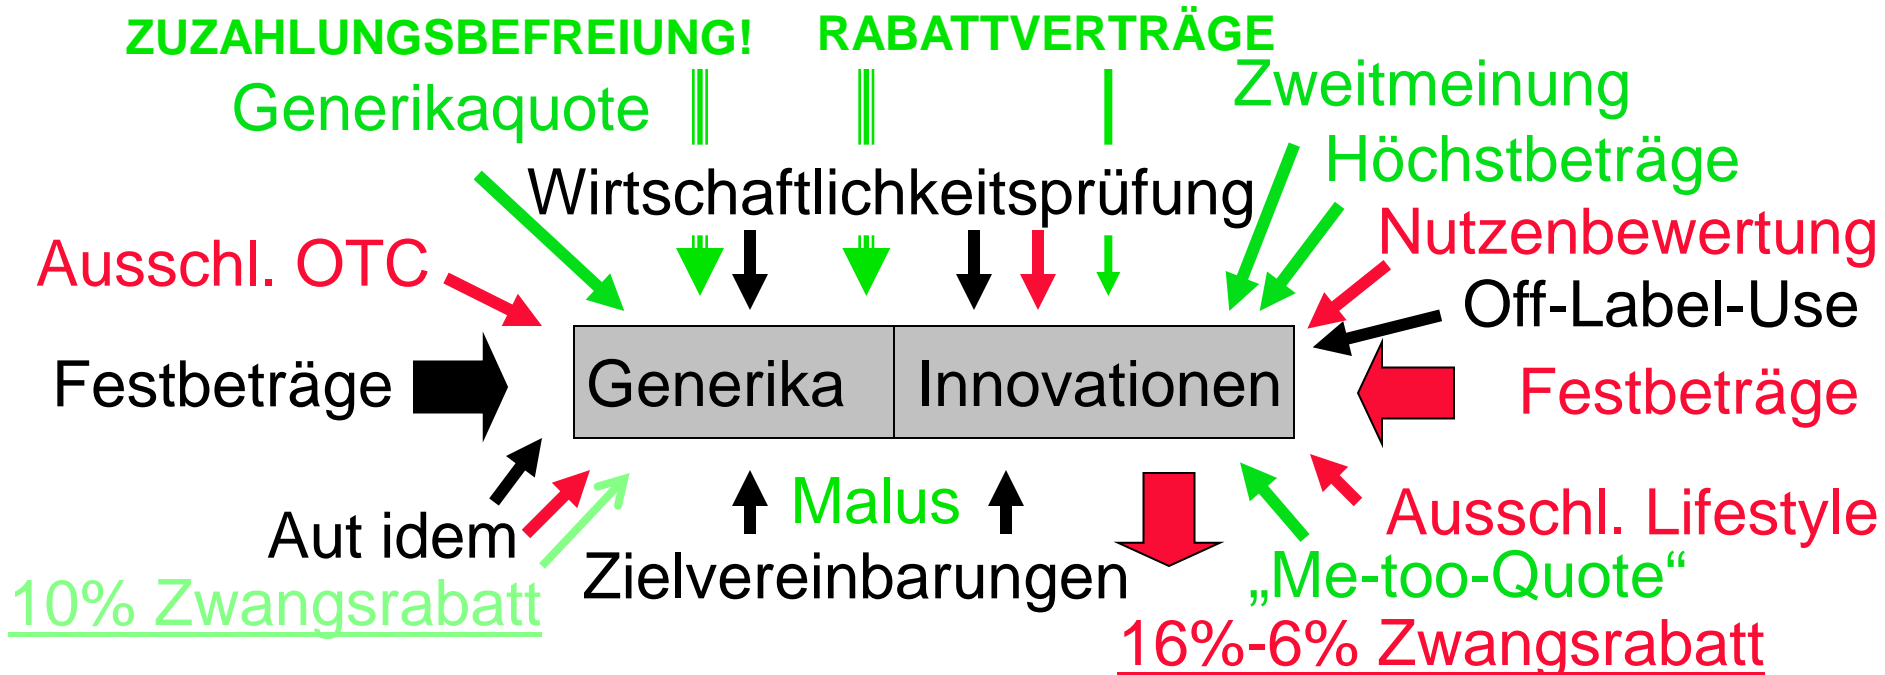 ZUZAHLUNGSBEFREIUNG!
RABATTVERTRÄGE
Generikaquote
Zweitmeinung
Höchstbeträge
Wirtschaftlichkeitsprüfung
Nutzenbewertung
Ausschl. OTC
Off-Label-Use
Festbeträge
Generika
Innovationen
Festbeträge
Malus
Ausschl. Lifestyle
Aut idem
Zielvereinbarungen
„Me-too-Quote“
10% Zwangsrabatt
16%-6% Zwangsrabatt